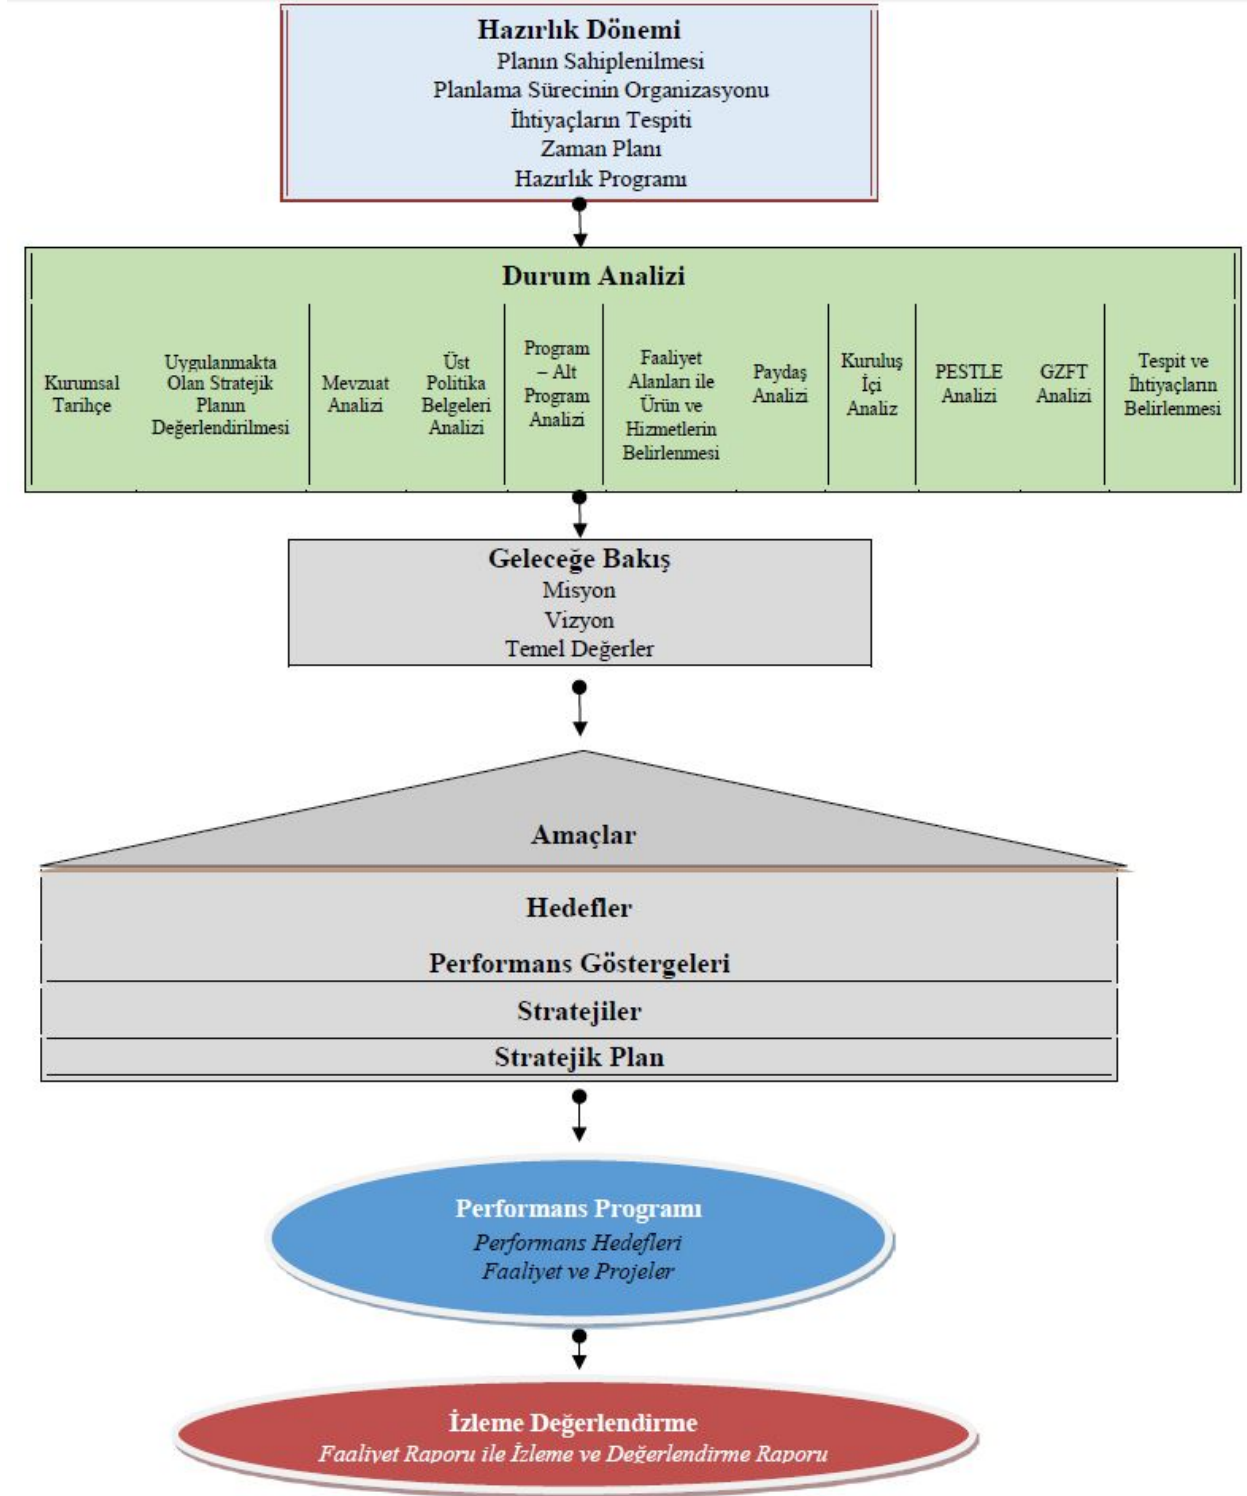 Hazırlık Dönemi
Planın Sahiplenilmesi
Planlama Sürecinin Organizasyonu
İhtiyaçların Tespiti
Zaman Planı
Hazırlık Programı
Durum Analizi
Kurumsal
Tarihçe
Uygulanmakta
Olan Stratejik
Planın
Değerlendirilmesi
Mevzuat
Analizi
Üst
Politika
Belgeleri
Analizi
Program
– Alt
Program
Analizi
Faaliyet
Alanları ile
Ürün ve
Hizmetlerin
Belirlenmesi
Paydaş
Analizi
Kuruluş
İçi
Analiz
PESTLE
Analizi
GZFT
Analizi
Tespit ve
İhtiyaçların
Belirlenmesi
Geleceğe Bakış
Misyon
Vizyon
Temel Değerler
Amaçlar
Hedefler
Performans Göstergeleri
Stratejiler
Stratejik Plan
Performans Programı
Performans Hedefleri
Faaliyet ve Projeler
İzleme Değerlendirme
Faaliyet Raporu ile İzleme ve Değerlendirme Raporu